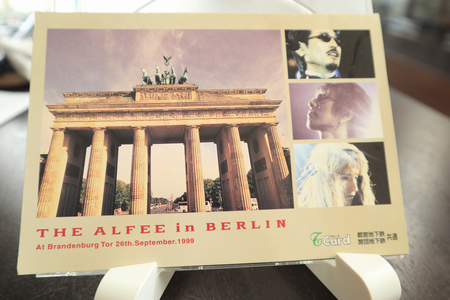 THE ALFEE in BERLIN
At Brandenburg Tor 26th.September.1999
T Card
都営地下鉄
営団地下鉄 共通